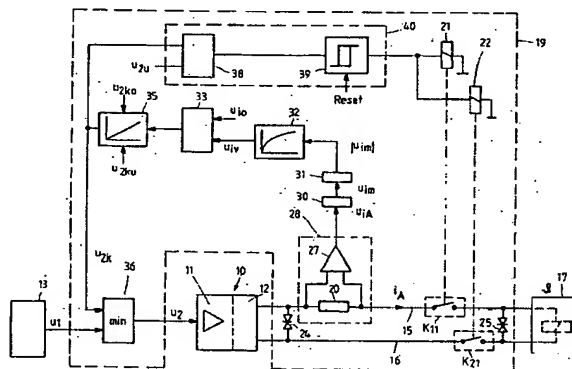 40
21
19
22
u2u
38
39
Reset
u2ko
35
33
uio
32
uiv
|uim|
u2ku
31
uim
30
uiA
28
27
u2k
36
13
10
11
12
20
iA
ϑ
17
u1
min
u2
24
15
K11
25
16
K21